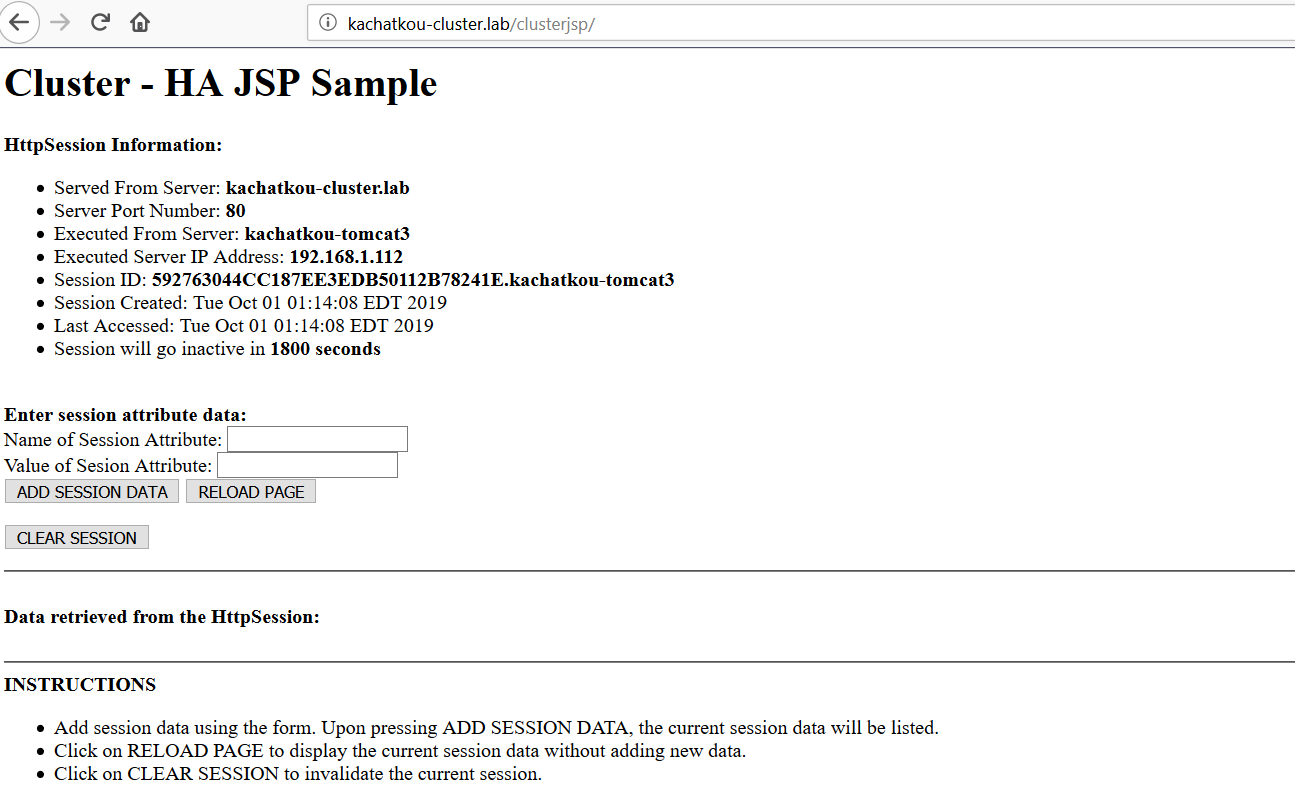 kachatkou-cluster.lab/clusterjsp/
Cluster - HA JSP Sample
HttpSession Information:
• Served From Server: kachatkou-cluster.lab
• Server Port Number: 80
• Executed From Server: kachatkou-tomcat3
• Executed Server IP Address: 192.168.1.112
• Session ID: 592763044CC187EE3EDB50112B78241E.kachatkou-tomcat3
• Session Created: Tue Oct 01 01:14:08 EDT 2019
• Last Accessed: Tue Oct 01 01:14:08 EDT 2019
• Session will go inactive in 1800 seconds
Enter session attribute data:
Name of Session Attribute:
Value of Sesion Attribute:
ADD SESSION DATA RELOAD PAGE
CLEAR SESSION
Data retrieved from the HttpSession:
INSTRUCTIONS
• Add session data using the form. Upon pressing ADD SESSION DATA, the current session data will be listed.
• Click on RELOAD PAGE to display the current session data without adding new data.
• Click on CLEAR SESSION to invalidate the current session.